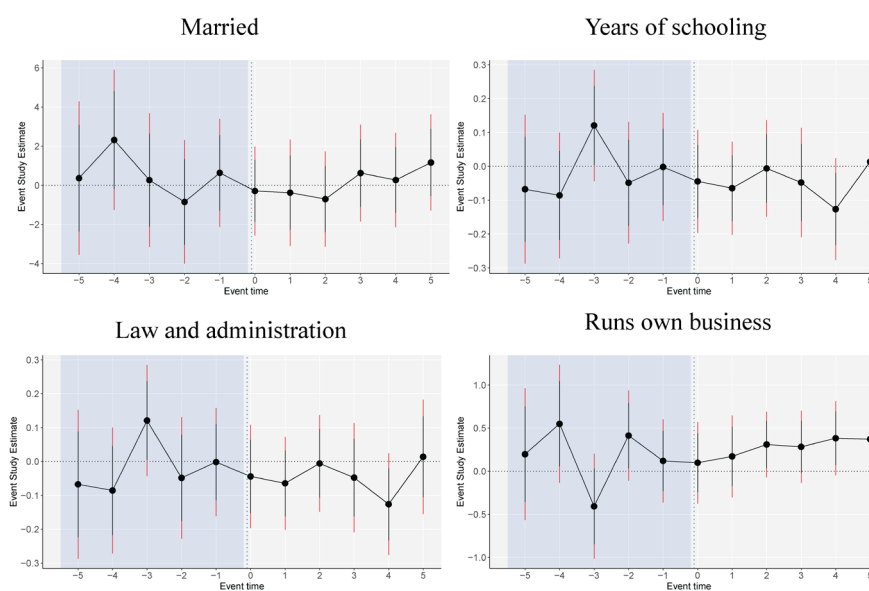 Married
Years of schooling
Event Study Estimate
6
4
2
0
−2
−4
−5 −4 −3 −2 −1 0 1 2 3 4 5
Event time
Event Study Estimate
0.3
0.2
0.1
0.0
−0.1
−0.2
−0.3
−5 −4 −3 −2 −1 0 1 2 3 4 5
Event time
Law and administration
Runs own business
Event Study Estimate
0.3
0.2
0.1
0.0
−0.1
−0.2
−0.3
−5 −4 −3 −2 −1 0 1 2 3 4 5
Event time
Event Study Estimate
1.0
0.5
0.0
−0.5
−1.0
−5 −4 −3 −2 −1 0 1 2 3 4 5
Event time